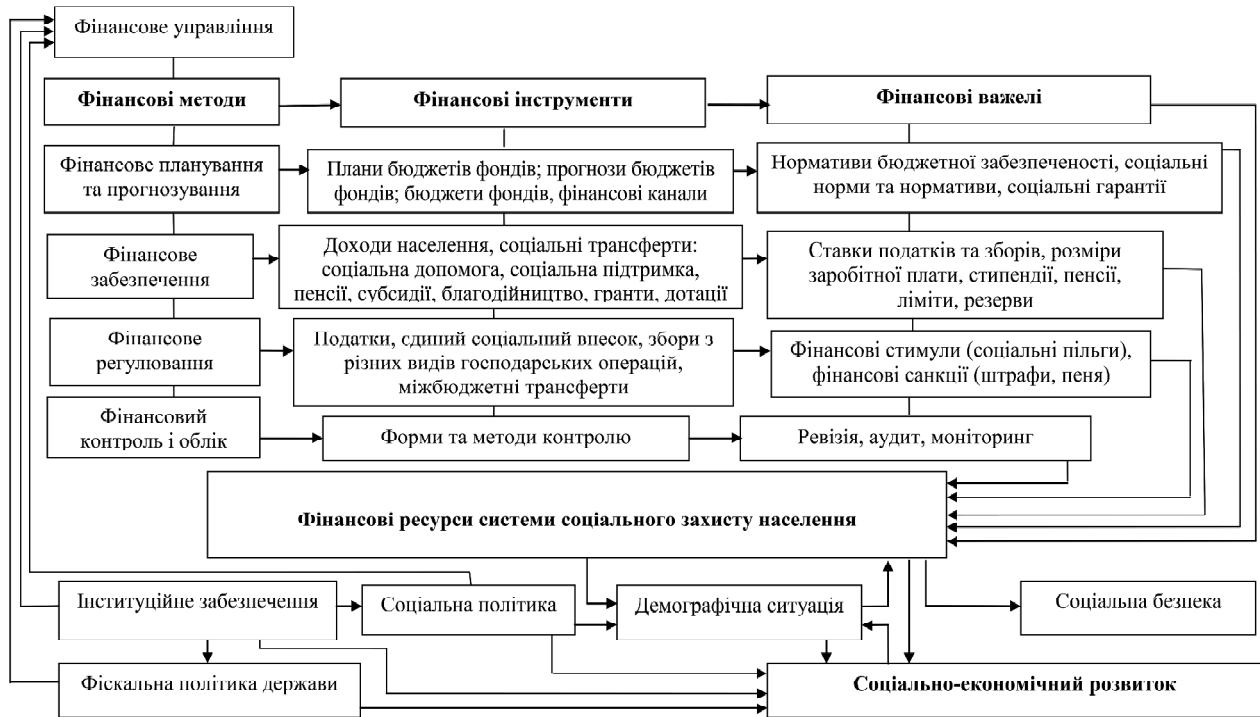 Фінансове управління
Фінансові методи
Фінансові інструменти
Фінансові важелі
Фінансове планування
та прогнозування
Плани бюджетів фондів; прогнози бюджетів
фондів; бюджети фондів, фінансові канали
Нормативи бюджетної забезпеченості, соціальні
норми та нормативи, соціальні гарантії
Фінансове
забезпечення
Доходи населення, соціальні трансферти:
соціальна допомога, соціальна підтримка,
пенсії, субсидії, благодійництво, гранти, дотації
Ставки податків та зборів, розміри
заробітної плати, стипендії, пенсії,
ліміти, резерви
Фінансове
регулювання
Податки, єдиний соціальний внесок, збори з
різних видів господарських операцій,
міжбюджетні трансферти
Фінансові стимули (соціальні пільги),
фінансові санкції (штрафи, пеня)
Фінансовий
контроль і облік
Форми та методи контролю
Ревізія, аудит, моніторинг
Фінансові ресурси системи соціального захисту населення
Інституційне забезпечення
Соціальна політика
Демографічна ситуація
Соціальна безпека
Фіскальна політика держави
Соціально-економічний розвиток